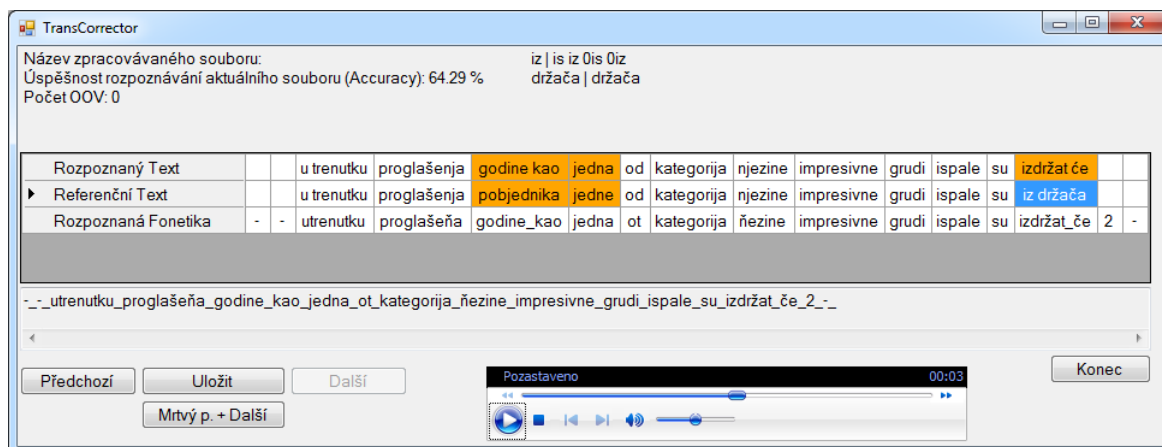 TransCorrector
Název zpracovávaného souboru: iz | is iz 0is 0iz
Úspěšnost rozpoznávání aktuálního souboru (Accuracy): 64.29 % držača | držača
Počet OOV: 0
Rozpoznaný Text u trenutku proglašenja godine kao jedna od kategorija njezine impresivne grudi ispale su izdržat će
Referenční Text u trenutku proglašenja pobjednika jedne od kategorija njezine impresivne grudi ispale su iz držača
Rozpoznaná Fonetika - - utrenutku proglašeňa godine_kao jedna ot kategorija ňezine impresivne grudi ispale su izdržat_če 2 -
-_-_utrenutku_proglašeňa_godine_kao_jedna_ot_kategorija_ňezine_impresivne_grudi_ispale_su_izdržat_če_2_-_
Předchozí Uložit Další Pozastaveno 00:03 Konec
Mrtvý p. + Další